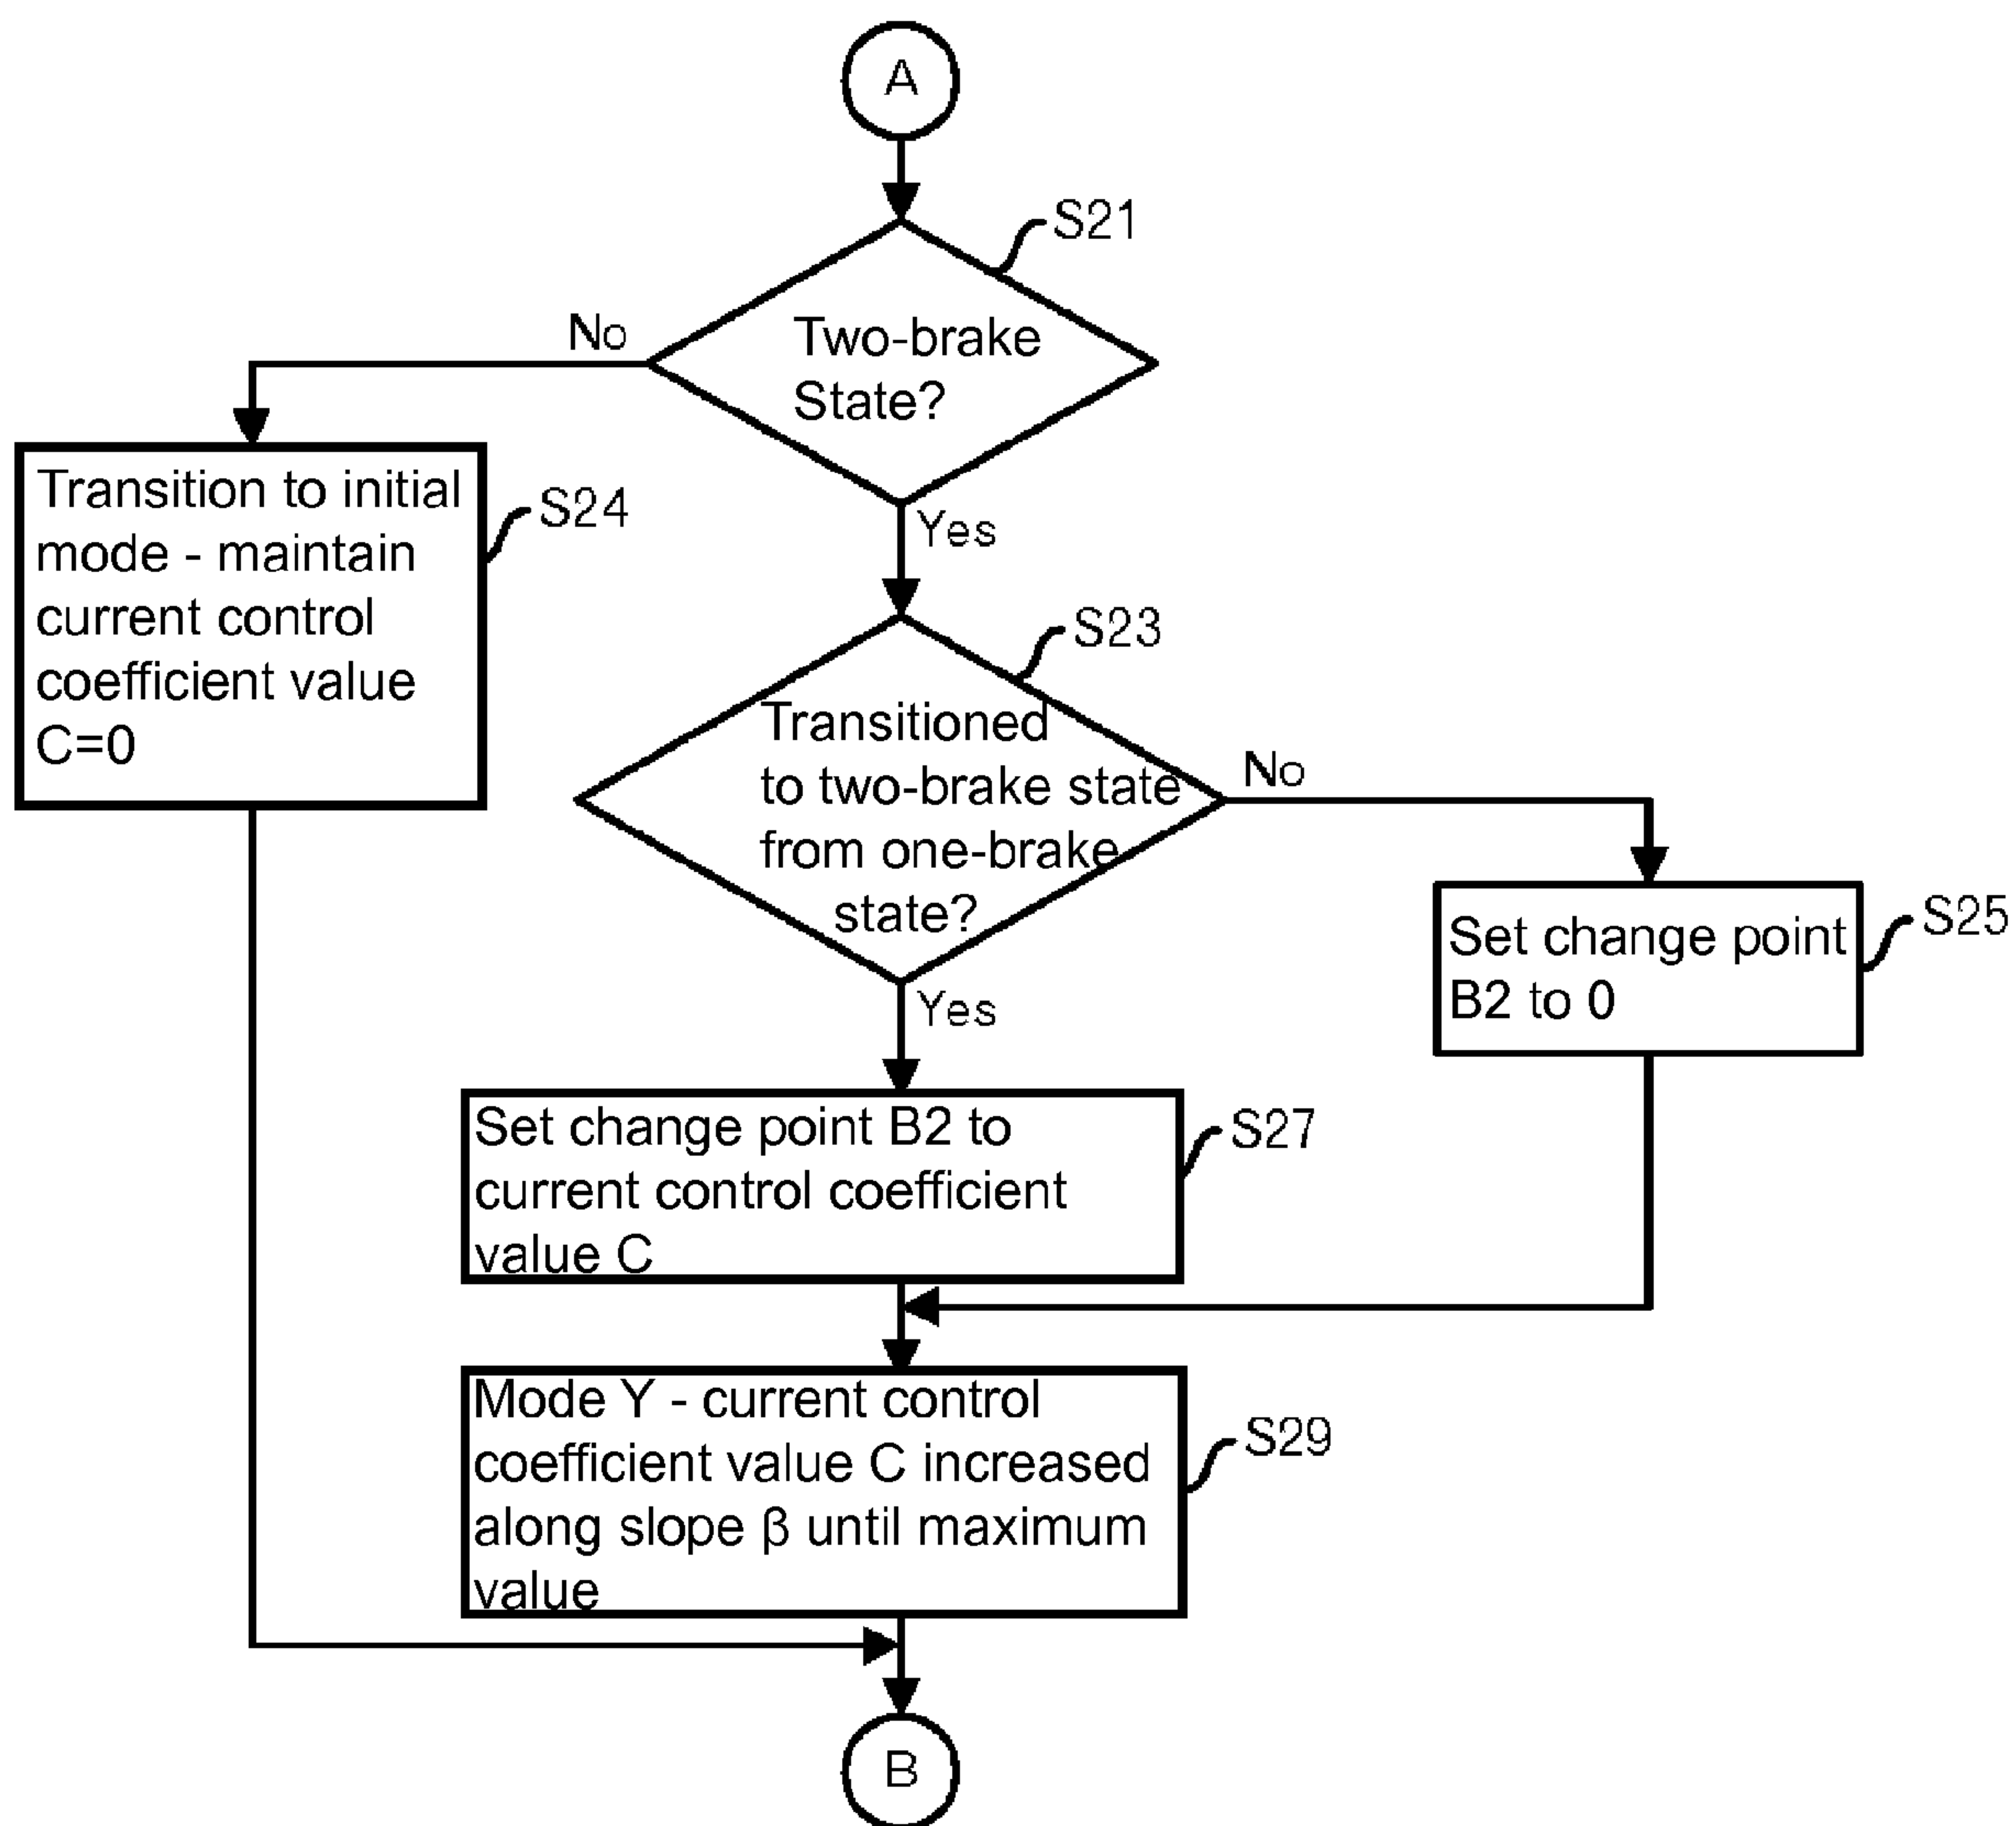 A
S21
Two-brake
State?
No
Yes
Transition to initial
mode - maintain
current control
coefficient value
C=0
S24
S23
Transitioned
to two-brake state
from one-brake
state?
No
Yes
Set change point
B2 to 0
S25
Set change point B2 to
current control coefficient
value C
S27
Mode Y - current control
coefficient value C increased
along slope β until maximum
value
S29
B